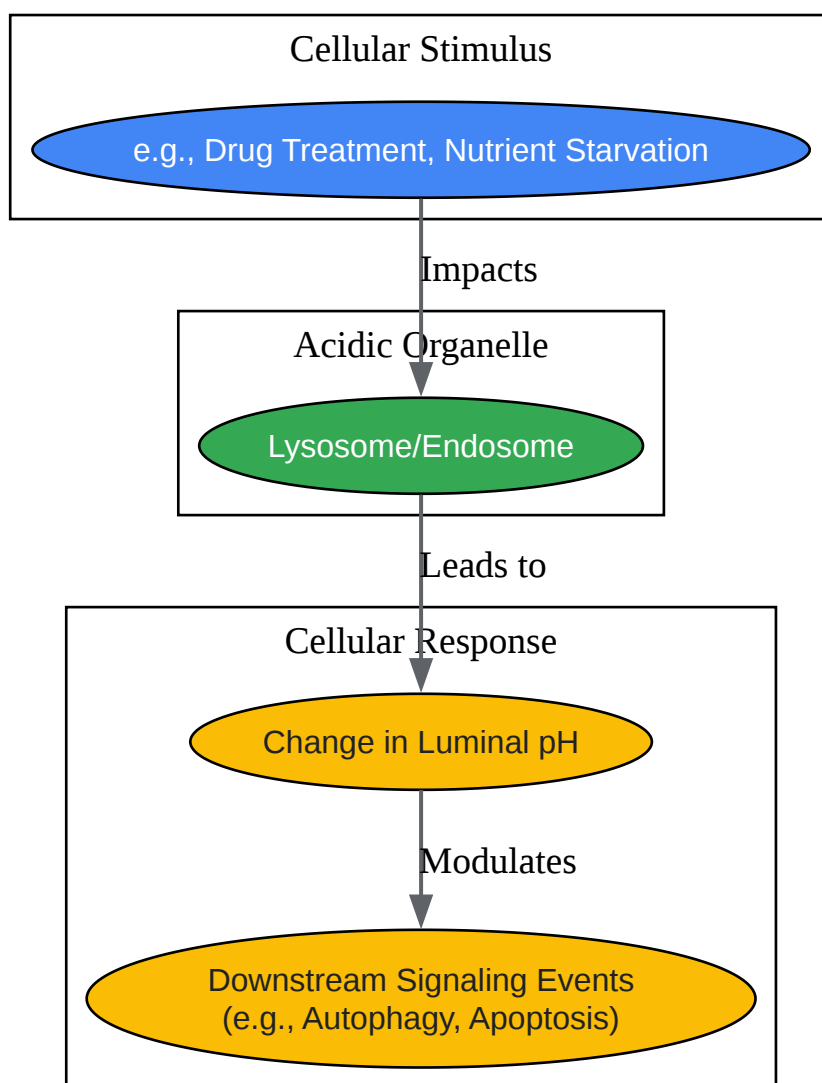 Cellular Stimulus
e.g., Drug Treatment, Nutrient Starvation
Impacts
Acidic Organelle
Lysosome/Endosome
Leads to
Cellular Response
Change in Luminal pH
Modulates
Downstream Signaling Events
(e.g., Autophagy, Apoptosis)